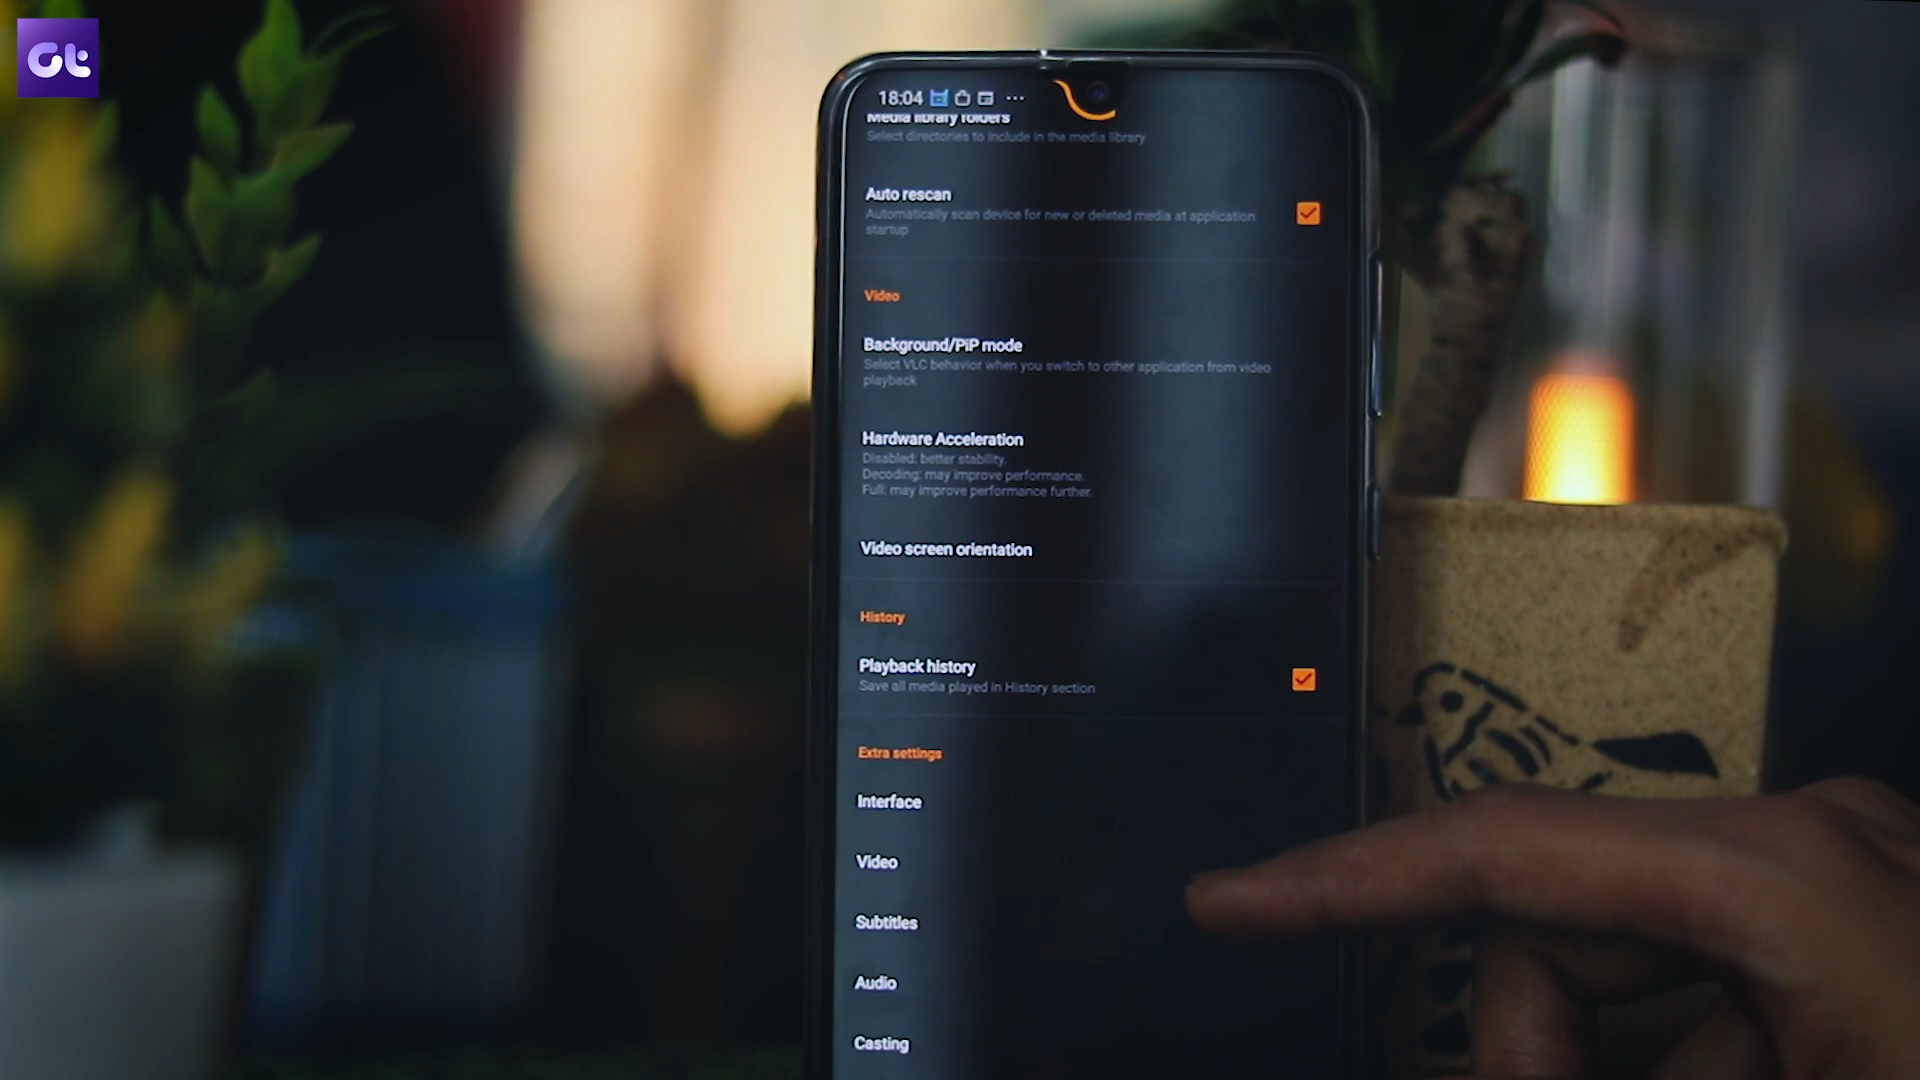 Gt
18:04
Media library folders
Select directories to include in the media library
Auto rescan
Automatically scan device for new or deleted media at application
startup
Video
Background/PiP mode
Select VLC behavior when you switch to other application from video
playback
Hardware Acceleration
Disabled: better stability.
Decoding: may improve performance.
Full: may improve performance further.
Video screen orientation
History
Playback history
Save all media played in History section
Extra settings
Interface
Video
Subtitles
Audio
Casting